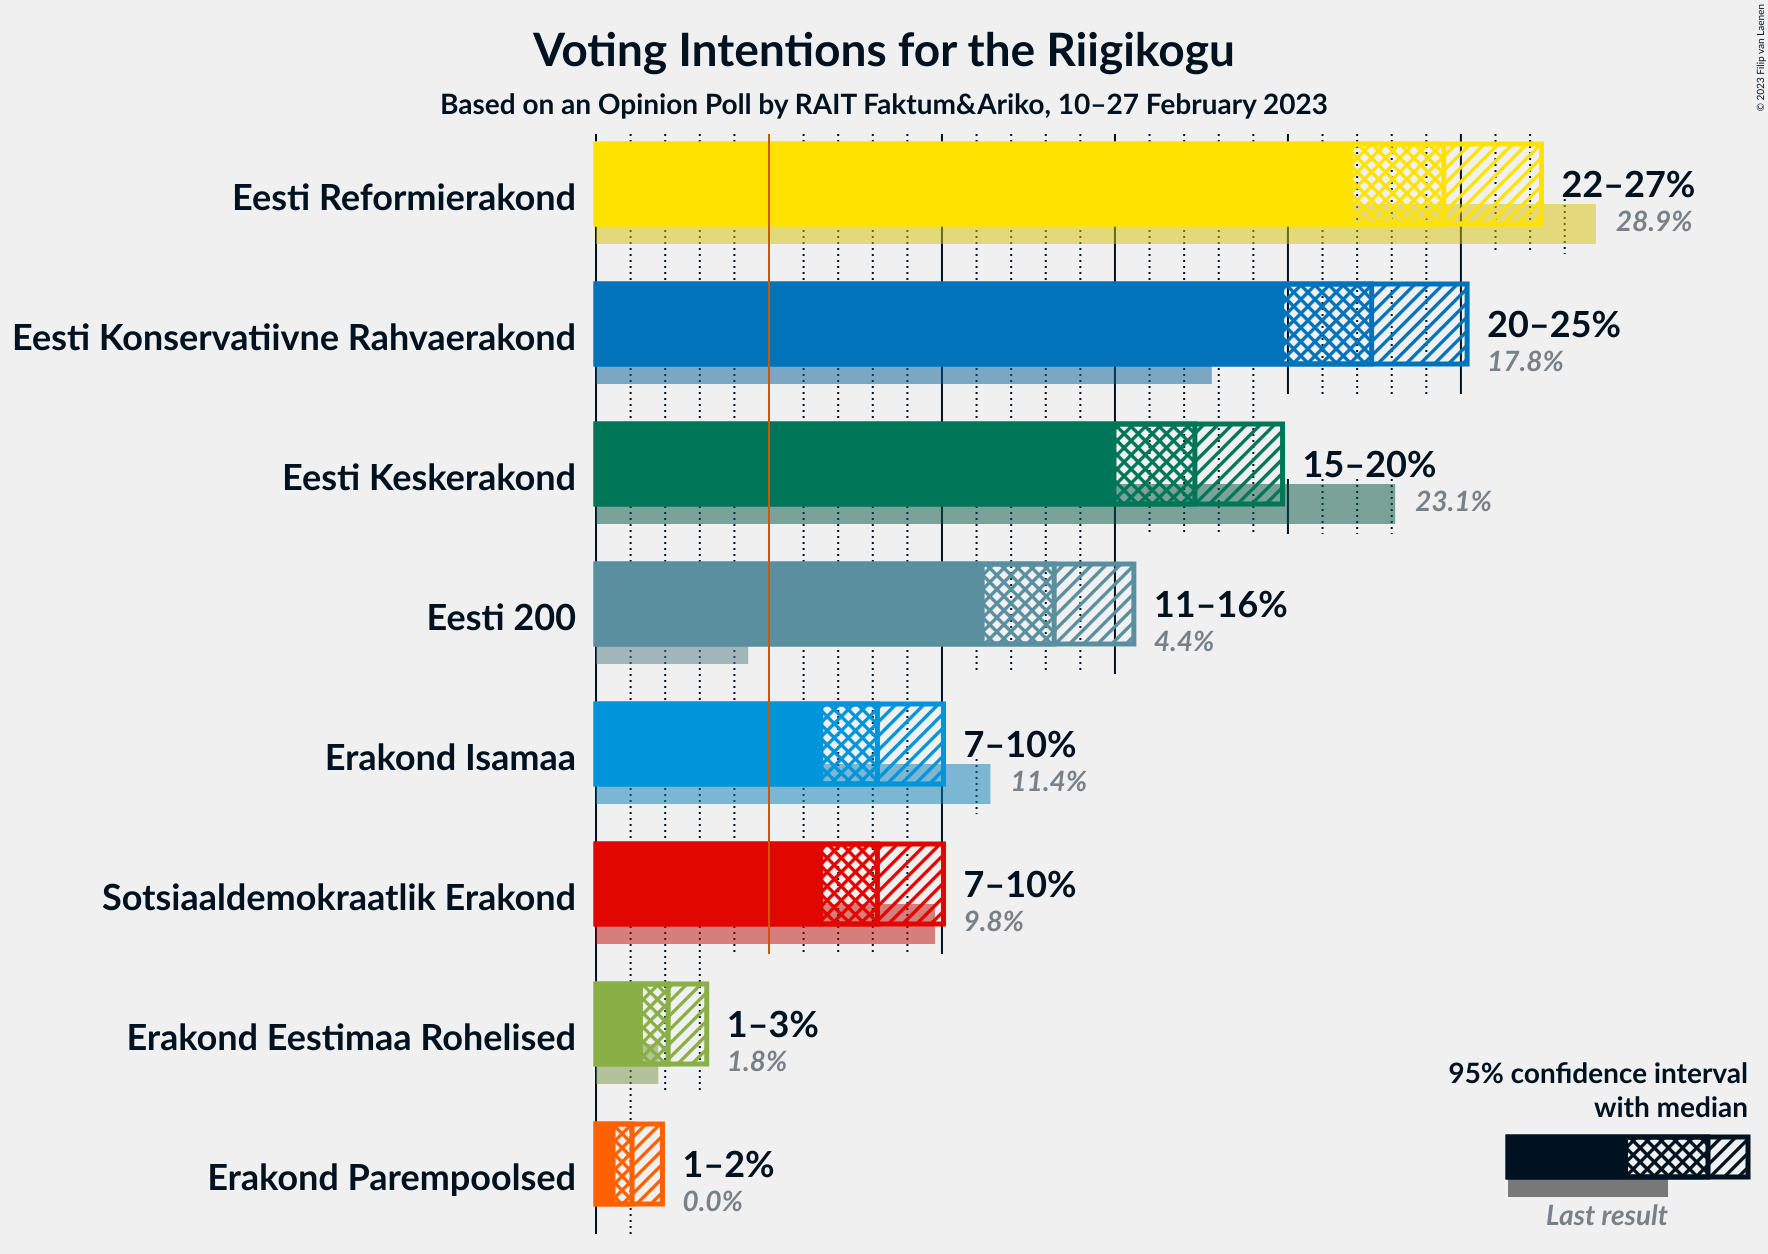 Voting Intentions for the Riigikogu
Based on an Opinion Poll by RAIT Faktum&Ariko, 10–27 February 2023
© 2023 Filip van Laenen
Eesti Reformierakond
22–27%
28.9%
Eesti Konservatiivne Rahvaerakond
20–25%
17.8%
Eesti Keskerakond
15–20%
23.1%
Eesti 200
11–16%
4.4%
Erakond Isamaa
7–10%
11.4%
Sotsiaaldemokraatlik Erakond
7–10%
9.8%
Erakond Eestimaa Rohelised
1–3%
1.8%
Erakond Parempoolsed
1–2%
0.0%
95% confidence interval
with median
Last result